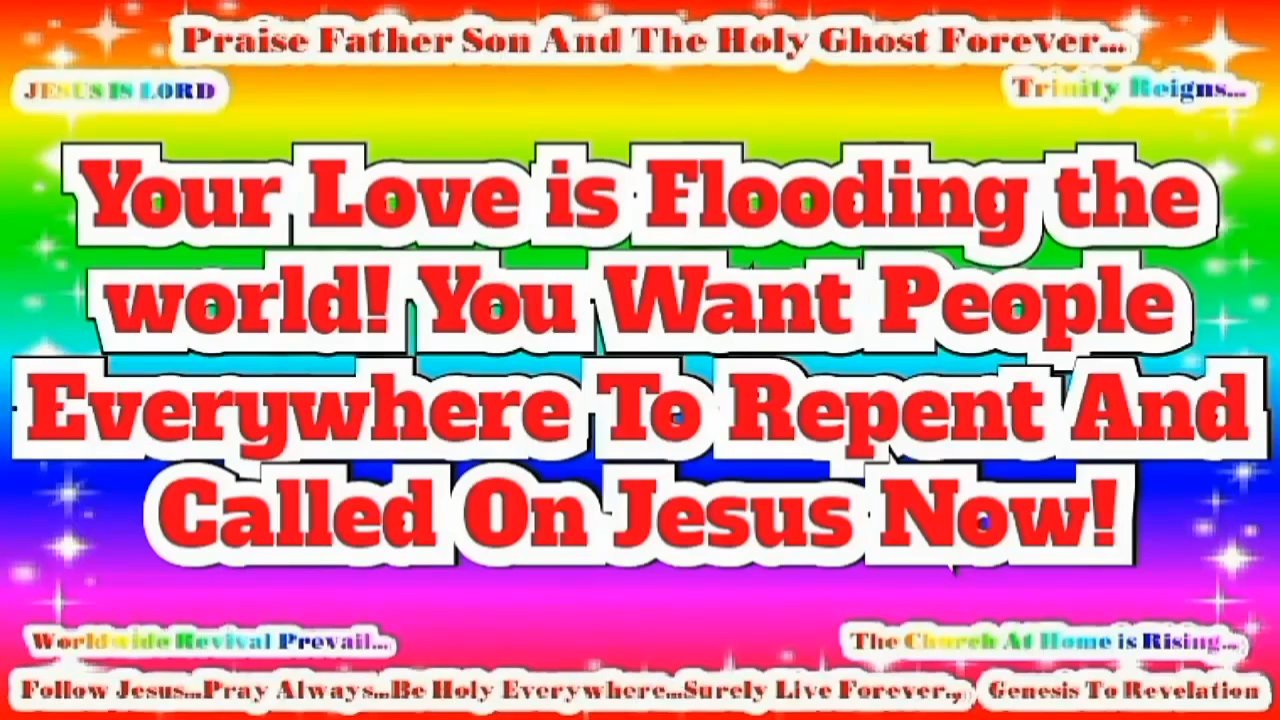 Praise Father Son And The Holy Ghost Forever...
JESUS IS LORD
Trinity Reigns...
Your Love is Flooding the
world! You Want People
Everywhere To Repent And
Called On Jesus Now!
Worldwide Revival Prevail...
The Church At Home is Rising...
Follow Jesus...Pray Always...Be Holy Everywhere...Surely Live Forever..,
Genesis To Revelation